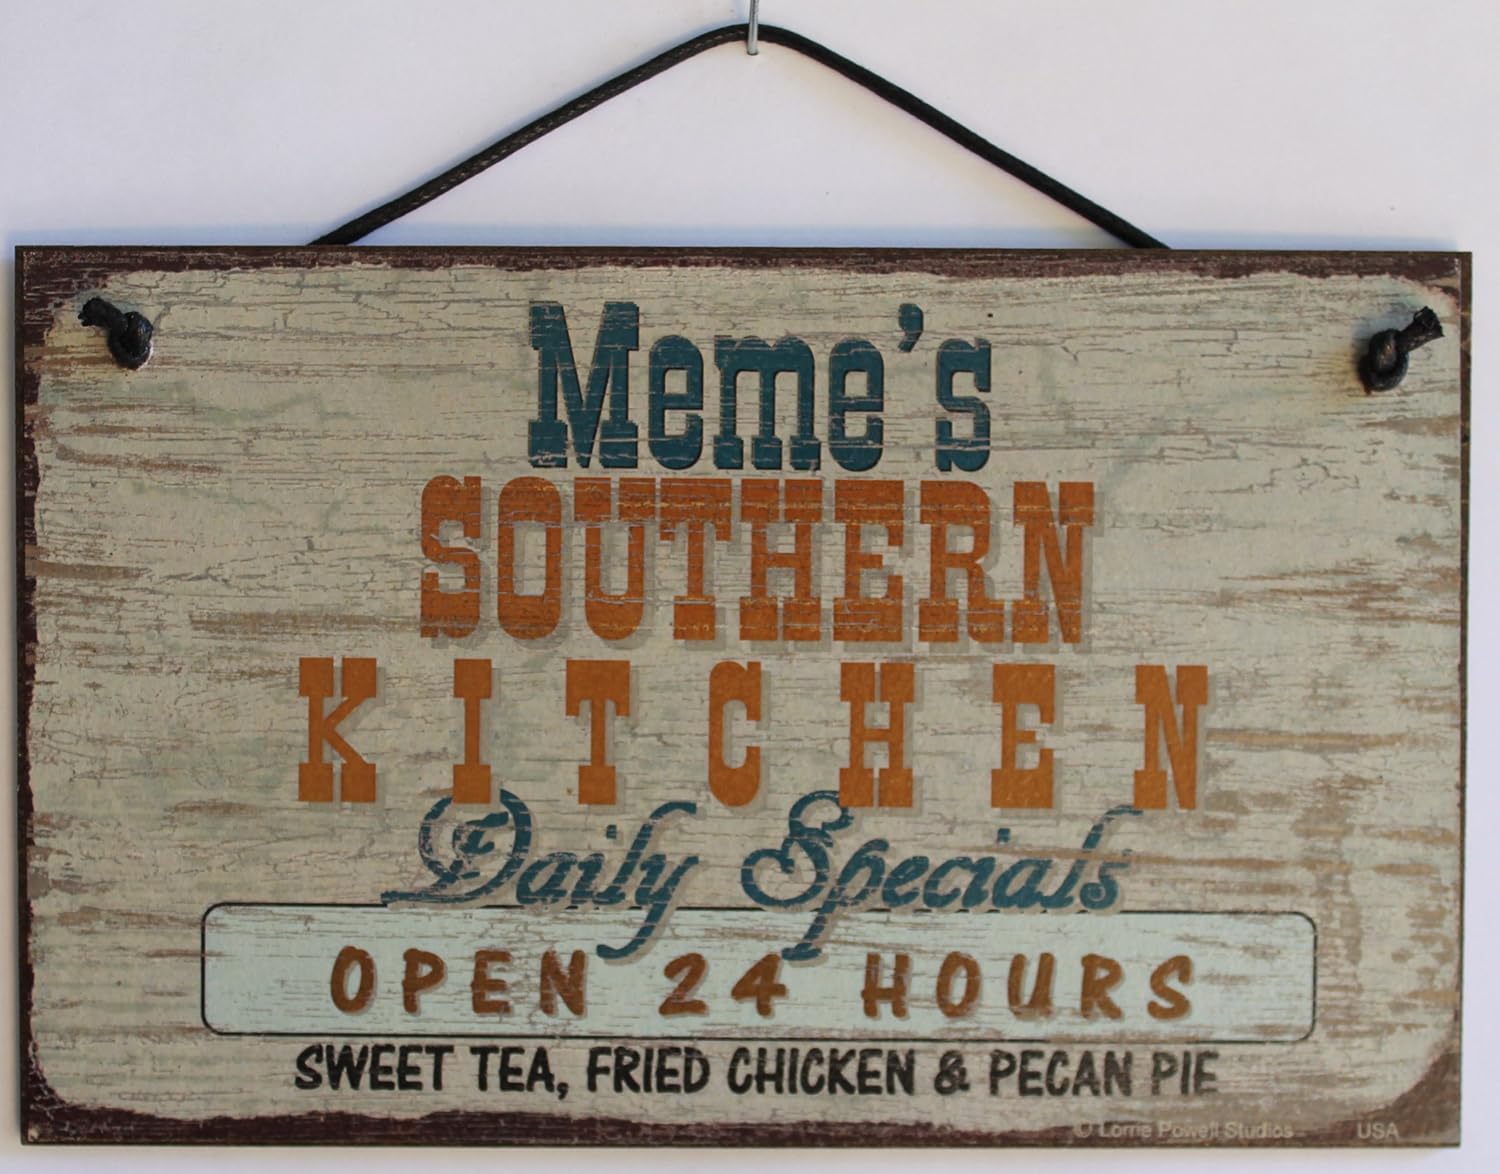 Meme's
SOUTHERN
KITCHEN
Daily Specials
OPEN 24 HOURS
SWEET TEA, FRIED CHICKEN & PECAN PIE
© Lorrie Powell Studios USA